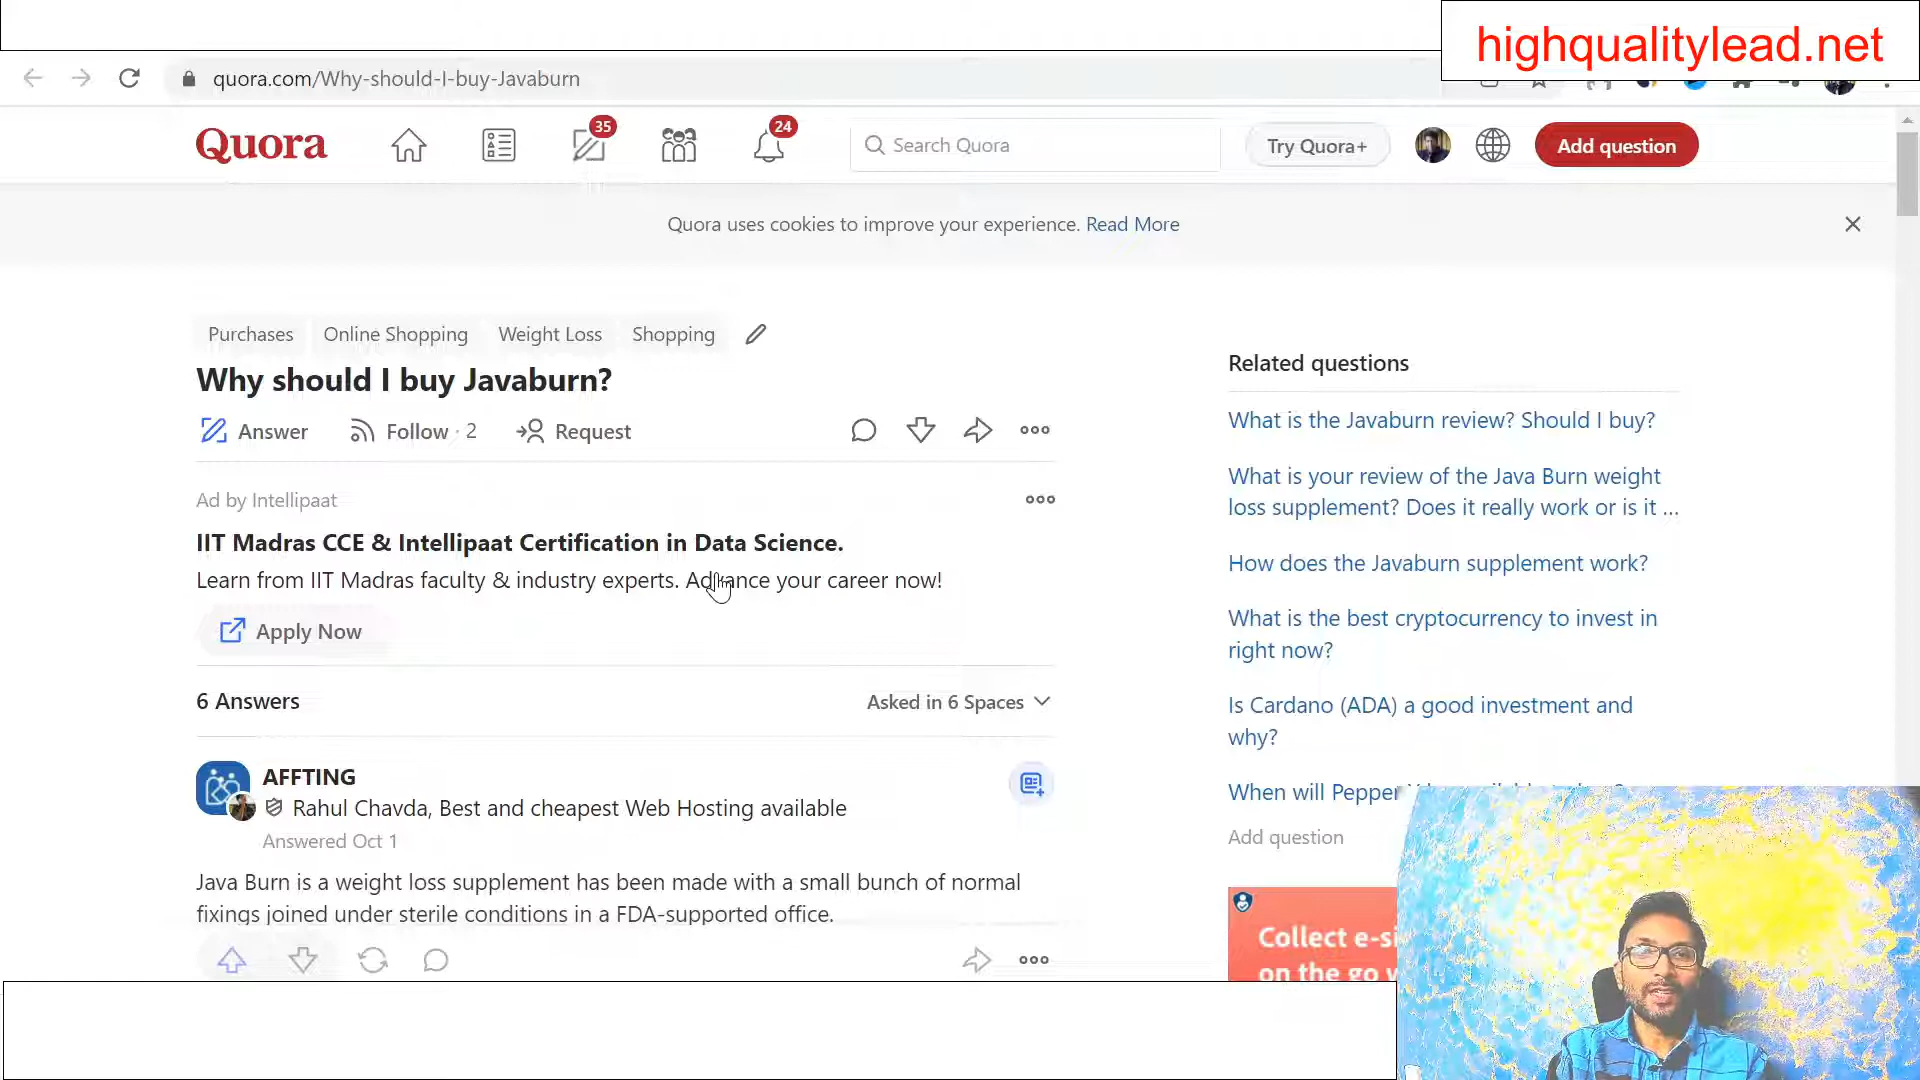 highqualitylead.net
quora.com/Why-should-I-buy-Javaburn
Quora
35
24
Search Quora
Try Quora+
Add question
Quora uses cookies to improve your experience. Read More
Purchases
Online Shopping
Weight Loss
Shopping
Why should I buy Javaburn?
Answer
Follow · 2
Request
Ad by Intellipaat
IIT Madras CCE & Intellipaat Certification in Data Science.
Learn from IIT Madras faculty & industry experts. Advance your career now!
Apply Now
6 Answers
Asked in 6 Spaces
AFFTING
Rahul Chavda, Best and cheapest Web Hosting available
Answered Oct 1
Java Burn is a weight loss supplement has been made with a small bunch of normal
fixings joined under sterile conditions in a FDA-supported office.
Related questions
What is the Javaburn review? Should I buy?
What is your review of the Java Burn weight
loss supplement? Does it really work or is it ...
How does the Javaburn supplement work?
What is the best cryptocurrency to invest in
right now?
Is Cardano (ADA) a good investment and
why?
When will Pepper
Add question
Collect e-si
on the go